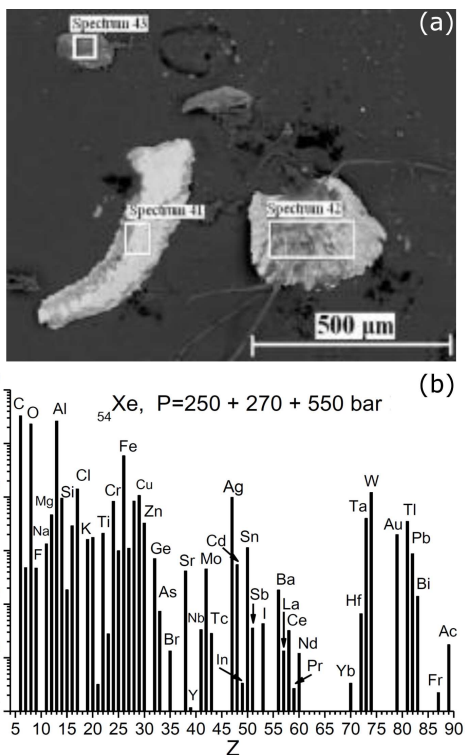 (a)
Spectrum 43
Spectrum 41
Spectrum 42
500 μm
(b)
54Xe, P=250 + 270 + 550 bar
C
O
Al
F
Na
Mg
Si
Cl
K
Ti
Cr
Fe
Cu
Zn
Ge
As
Br
Sr
Y
Nb
Mo
Tc
Ag
Cd
In
Sn
Sb
I
Ba
La
Ce
Pr
Nd
Yb
Hf
Ta
W
Au
Tl
Pb
Bi
Fr
Ac
5 10 15 20 25 30 35 40 45 50 55 60 65 70 75 80 85 90
Z